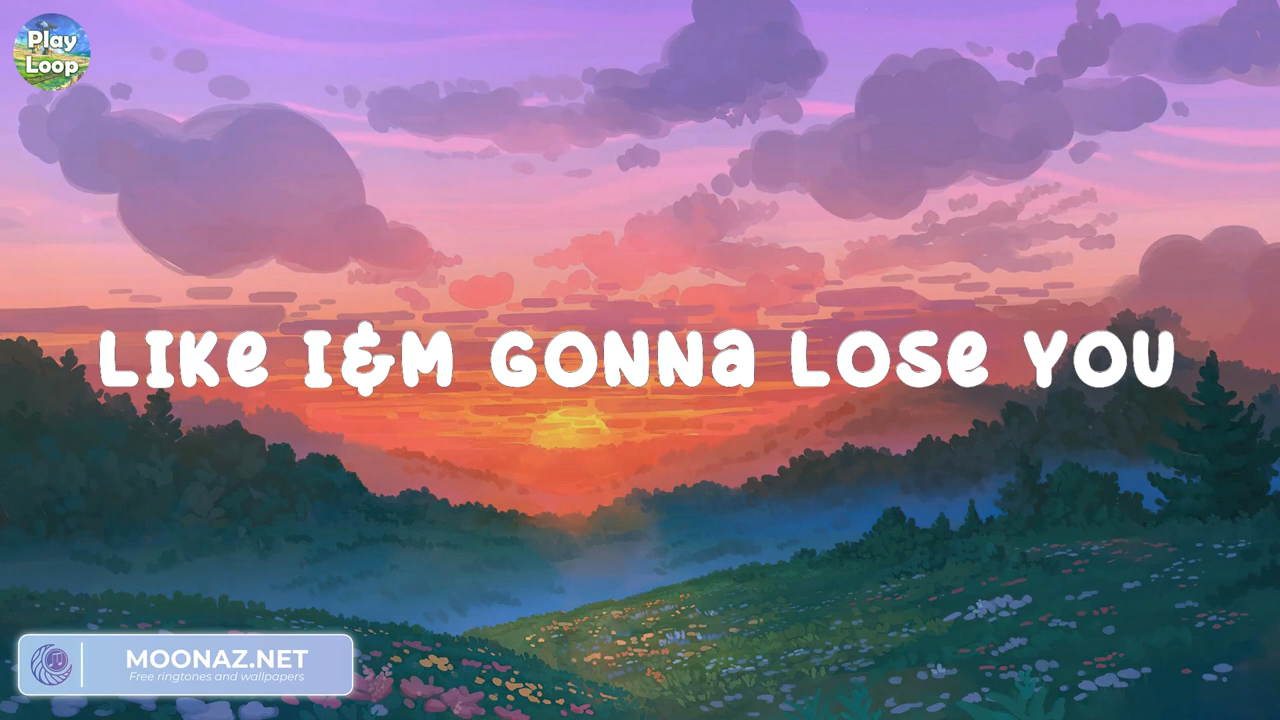 Play
Loop
LIKE I&M GONNA LOSE YOU
MOONAZ.NET
Free ringtones and wallpapers